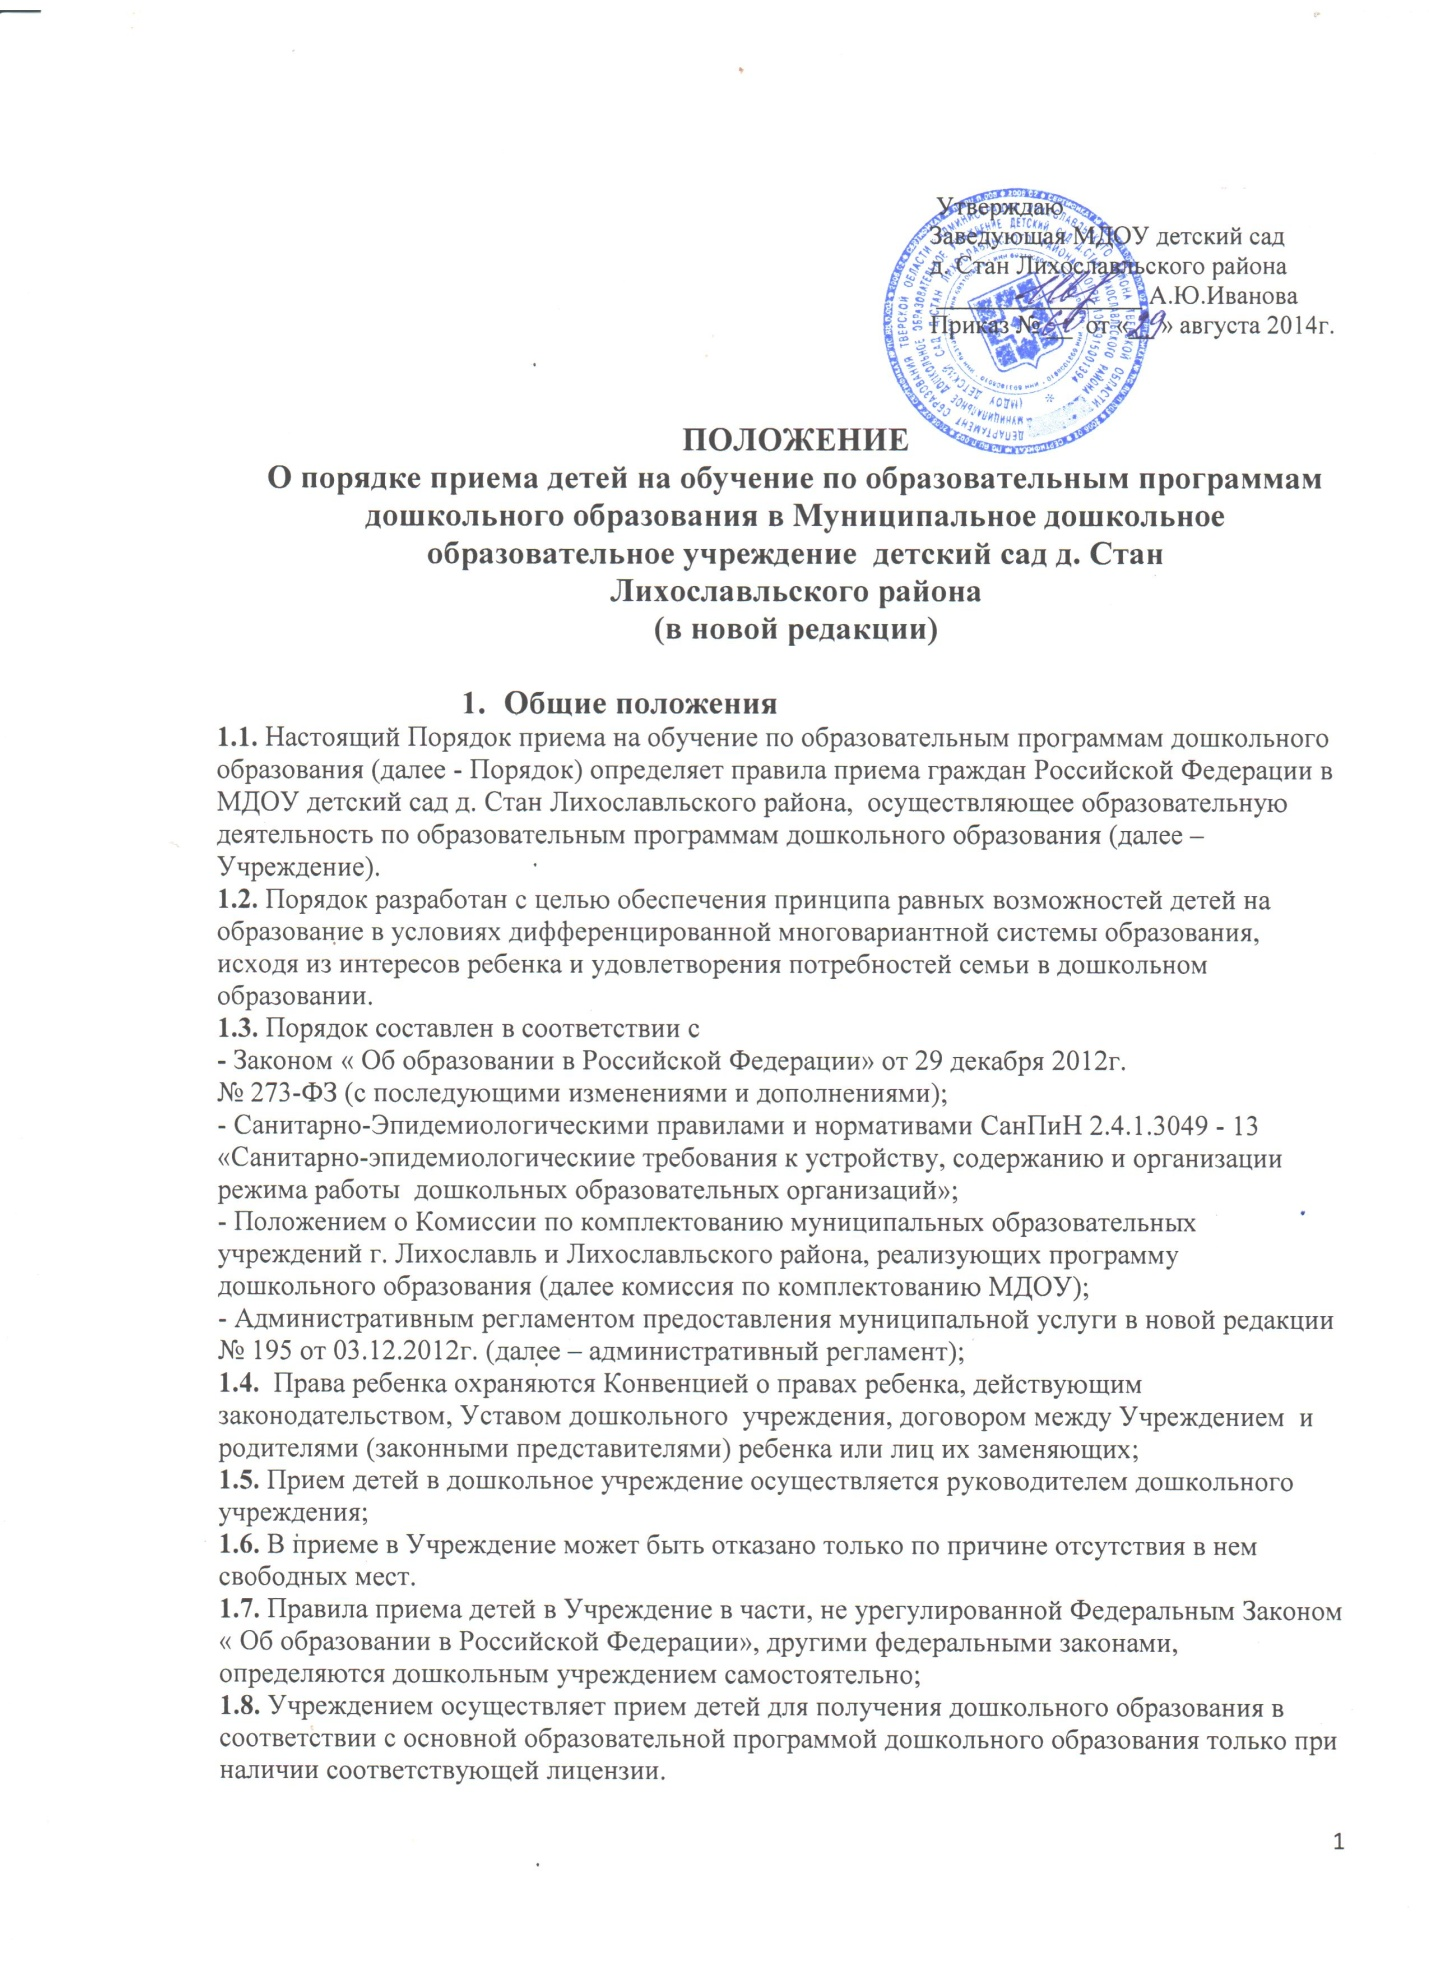 Утверждаю
Заведующая МДОУ детский сад
д. Стан Лихославльского района
А.Ю.Иванова
Приказ № от «29» августа 2014г.
ПОЛОЖЕНИЕ
О порядке приема детей на обучение по образовательным программам
дошкольного образования в Муниципальное дошкольное
образовательное учреждение детский сад д. Стан
Лихославльского района
(в новой редакции)
1. Общие положения
1.1. Настоящий Порядок приема на обучение по образовательным программам дошкольного
образования (далее - Порядок) определяет правила приема граждан Российской Федерации в
МДОУ детский сад д. Стан Лихославльского района, осуществляющее образовательную
деятельность по образовательным программам дошкольного образования (далее –
Учреждение).
1.2. Порядок разработан с целью обеспечения принципа равных возможностей детей на
образование в условиях дифференцированной многовариантной системы образования,
исходя из интересов ребенка и удовлетворения потребностей семьи в дошкольном
образовании.
1.3. Порядок составлен в соответствии с
- Законом « Об образовании в Российской Федерации» от 29 декабря 2012г.
№ 273-ФЗ (с последующими изменениями и дополнениями);
- Санитарно-Эпидемиологическими правилами и нормативами СанПиН 2.4.1.3049 - 13
«Санитарно-эпидемиологическиие требования к устройству, содержанию и организации
режима работы дошкольных образовательных организаций»;
- Положением о Комиссии по комплектованию муниципальных образовательных
учреждений г. Лихославль и Лихославльского района, реализующих программу
дошкольного образования (далее комиссия по комплектованию МДОУ);
- Административным регламентом предоставления муниципальной услуги в новой редакции
№ 195 от 03.12.2012г. (далее – административный регламент);
1.4. Права ребенка охраняются Конвенцией о правах ребенка, действующим
законодательством, Уставом дошкольного учреждения, договором между Учреждением и
родителями (законными представителями) ребенка или лиц их заменяющих;
1.5. Прием детей в дошкольное учреждение осуществляется руководителем дошкольного
учреждения;
1.6. В приеме в Учреждение может быть отказано только по причине отсутствия в нем
свободных мест.
1.7. Правила приема детей в Учреждение в части, не урегулированной Федеральным Законом
« Об образовании в Российской Федерации», другими федеральными законами,
определяются дошкольным учреждением самостоятельно;
1.8. Учреждением осуществляет прием детей для получения дошкольного образования в
соответствии с основной образовательной программой дошкольного образования только при
наличии соответствующей лицензии.
1